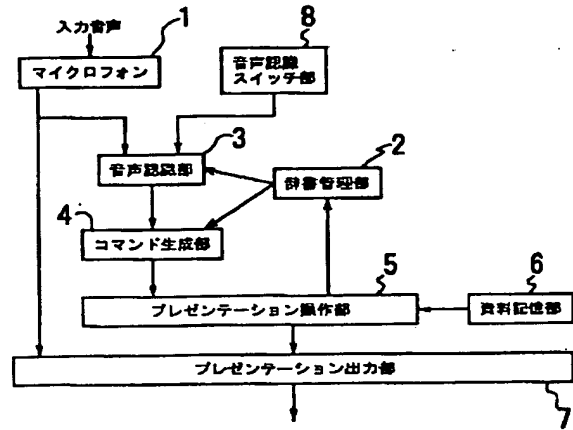 入力音声
1
マイクロフォン
8
音声認識
スイッチ部
3
音声認識部
2
辞書管理部
4
コマンド生成部
5
プレゼンテーション操作部
6
資料記憶部
プレゼンテーション出力部
7